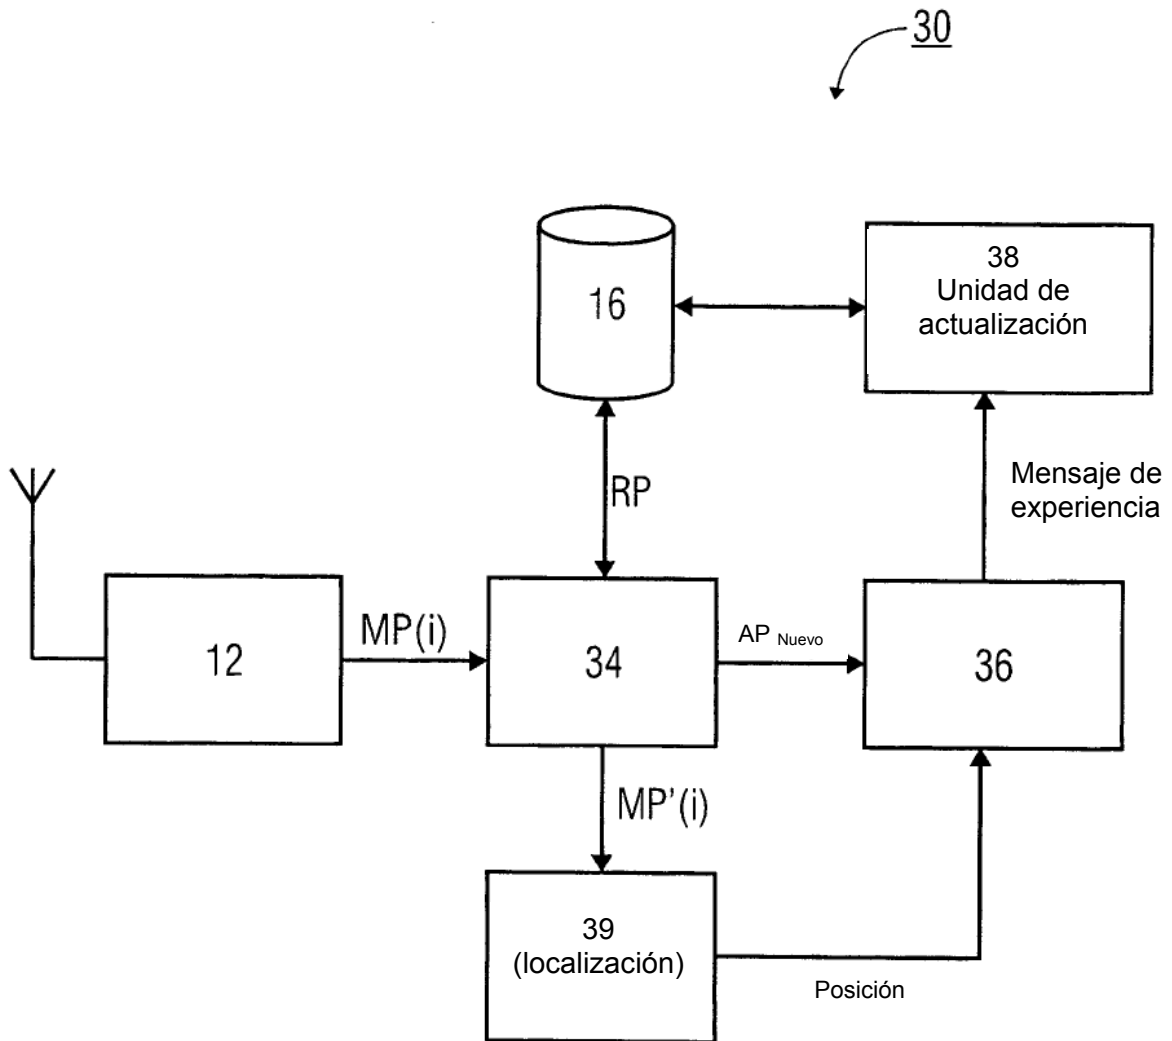 30
16
38
Unidad de
actualización
RP
Mensaje de
experiencia
12
MP(i)
34
AP Nuevo
36
MP'(i)
39
(localización)
Posición